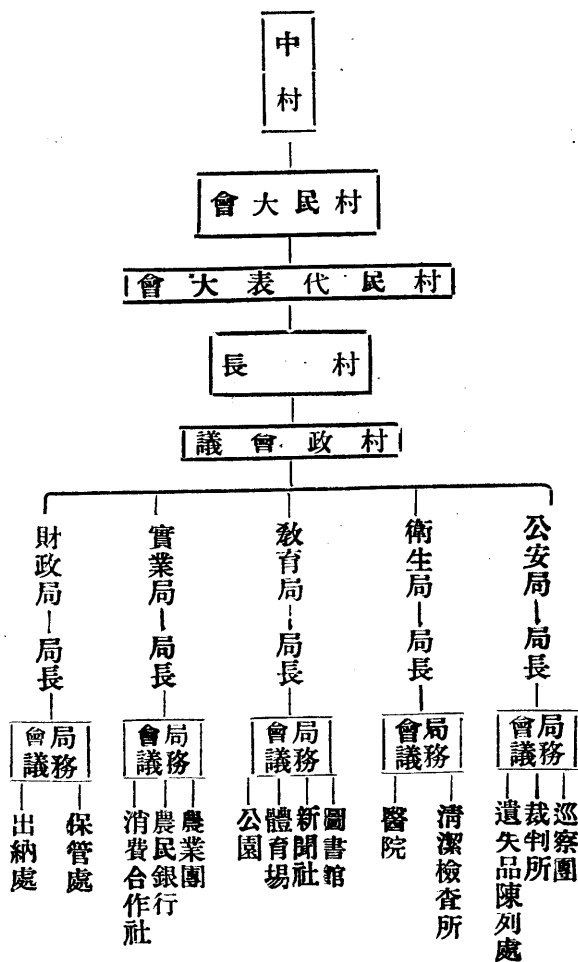 中村
村民大會
村民代表大會
村長
村政會議
公安局
局長
局務會議
巡察團
裁判所
遺失品陳列處
衛生局
局長
局務會議
清潔檢查所
醫院
教育局
局長
局務會議
圖書館
新聞社
體育場
公園
實業局
局長
局務會議
農業團
農民銀行
消費合作社
財政局
局長
局務會議
保管處
出納處